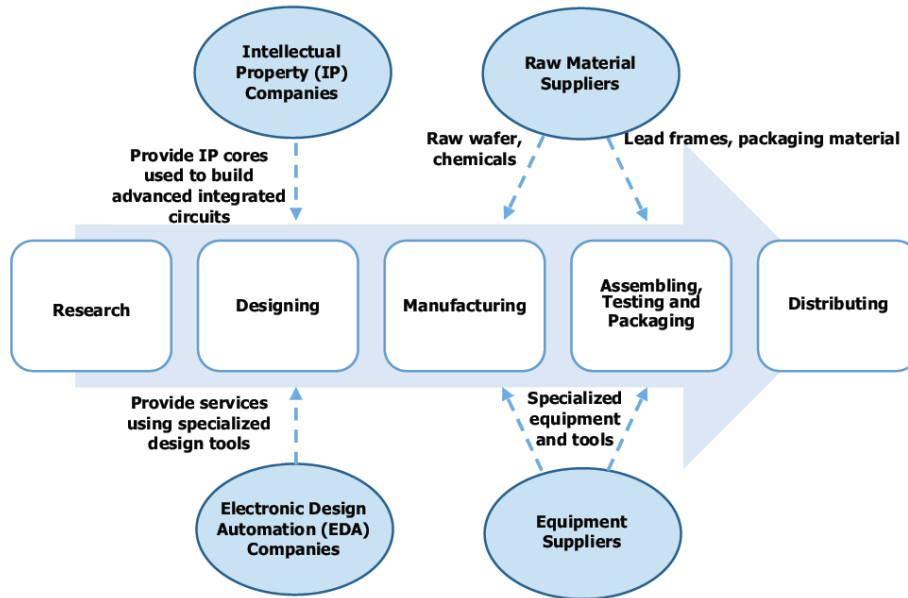 Intellectual
Property (IP)
Companies
Raw Material
Suppliers
Provide IP cores
used to build
advanced integrated
circuits
Raw wafer,
chemicals
Lead frames, packaging material
Research
Designing
Manufacturing
Assembling,
Testing and
Packaging
Distributing
Provide services
using specialized
design tools
Specialized
equipment
and tools
Electronic Design
Automation (EDA)
Companies
Equipment
Suppliers